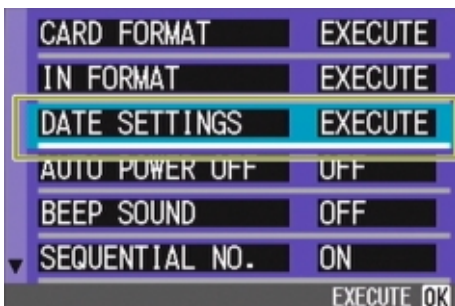 CARD FORMAT EXECUTE
IN FORMAT EXECUTE
DATE SETTINGS EXECUTE
AUTO POWER OFF OFF
BEEP SOUND OFF
SEQUENTIAL NO. ON
EXECUTE OK